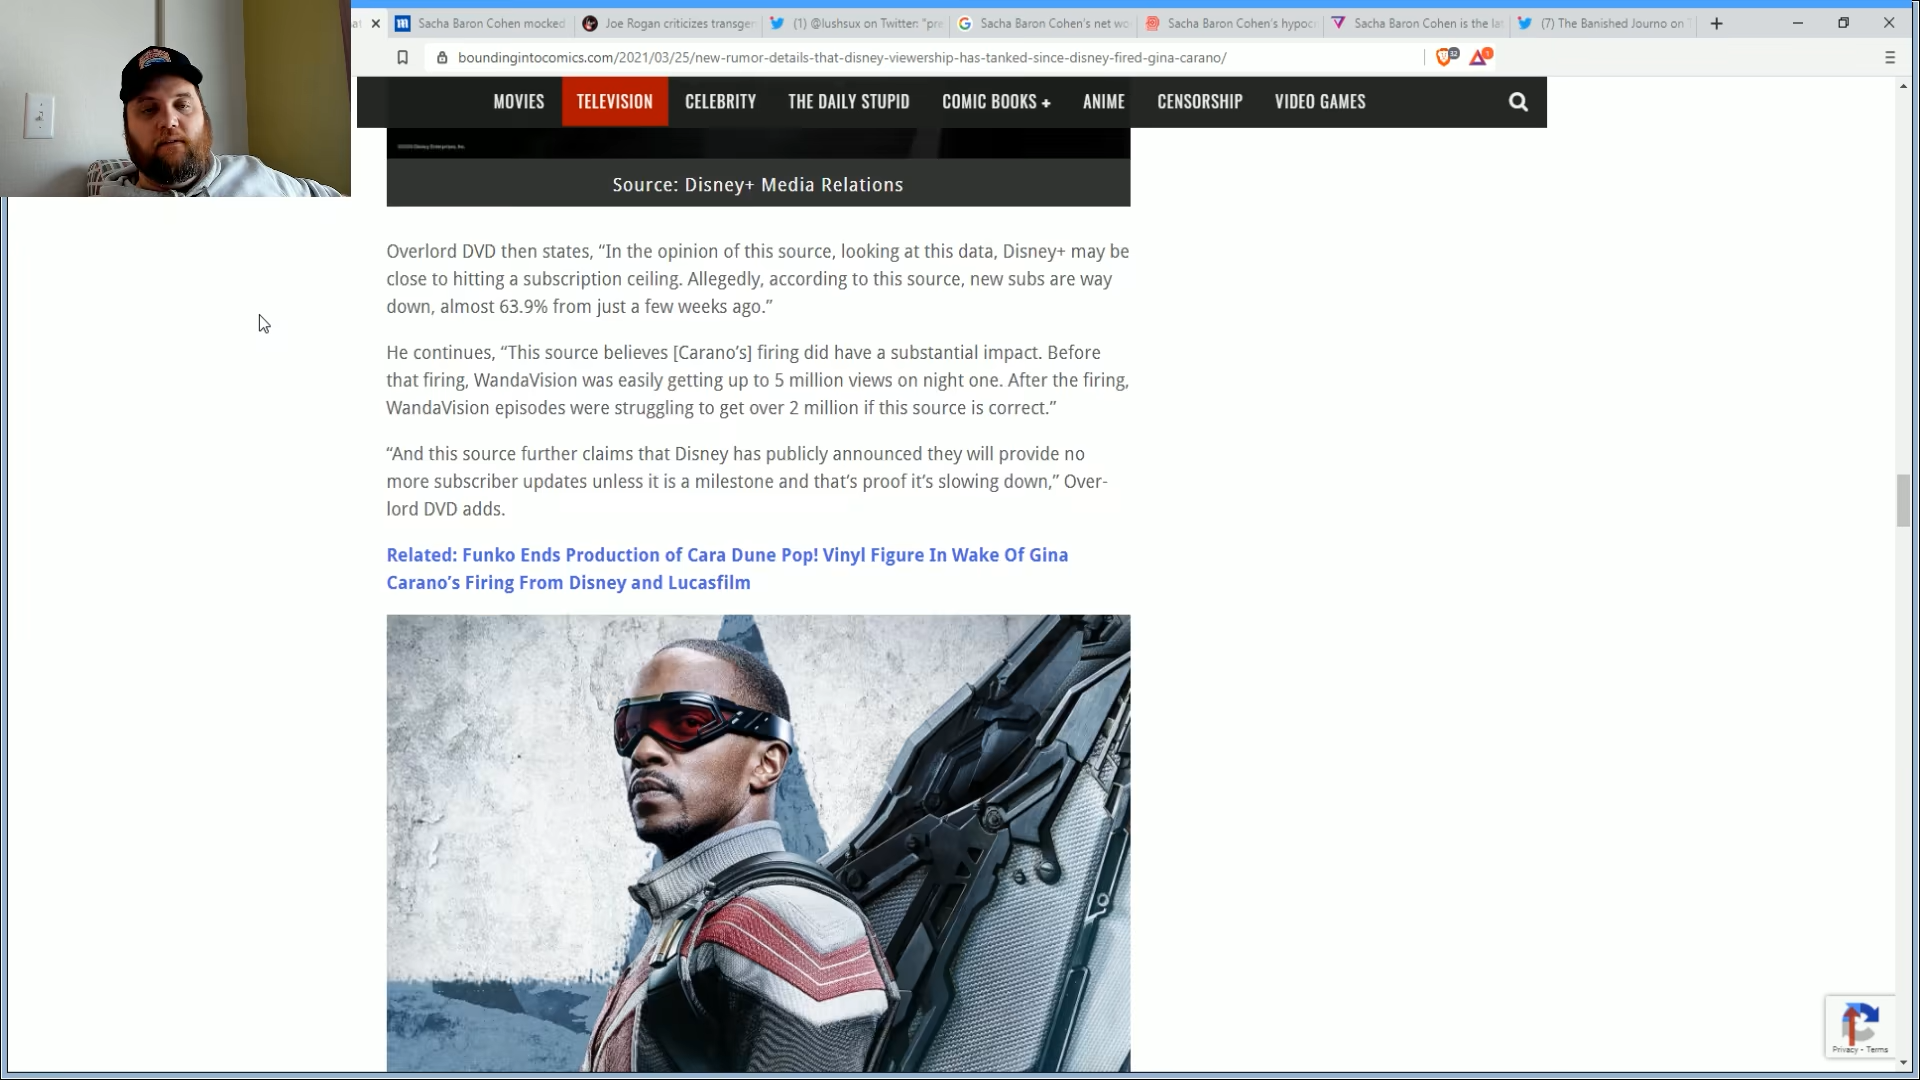 Sacha Baron Cohen mocked
Joe Rogan criticizes transgen
(1) @lushsux on Twitter: "pre
Sacha Baron Cohen's net wo
Sacha Baron Cohen's hypoc
Sacha Baron Cohen is the la
(7) The Banished Journo on
boundingintocomics.com/2021/03/25/new-rumor-details-that-disney-viewership-has-tanked-since-disney-fired-gina-carano/
MOVIES TELEVISION CELEBRITY THE DAILY STUPID COMIC BOOKS + ANIME CENSORSHIP VIDEO GAMES
Source: Disney+ Media Relations
Overlord DVD then states, “In the opinion of this source, looking at this data, Disney+ may be
close to hitting a subscription ceiling. Allegedly, according to this source, new subs are way
down, almost 63.9% from just a few weeks ago.”
He continues, “This source believes [Carano’s] firing did have a substantial impact. Before
that firing, WandaVision was easily getting up to 5 million views on night one. After the firing,
WandaVision episodes were struggling to get over 2 million if this source is correct.”
“And this source further claims that Disney has publicly announced they will provide no
more subscriber updates unless it is a milestone and that’s proof it’s slowing down,” Over-
lord DVD adds.
Related: Funko Ends Production of Cara Dune Pop! Vinyl Figure In Wake Of Gina
Carano’s Firing From Disney and Lucasfilm
Privacy - Terms